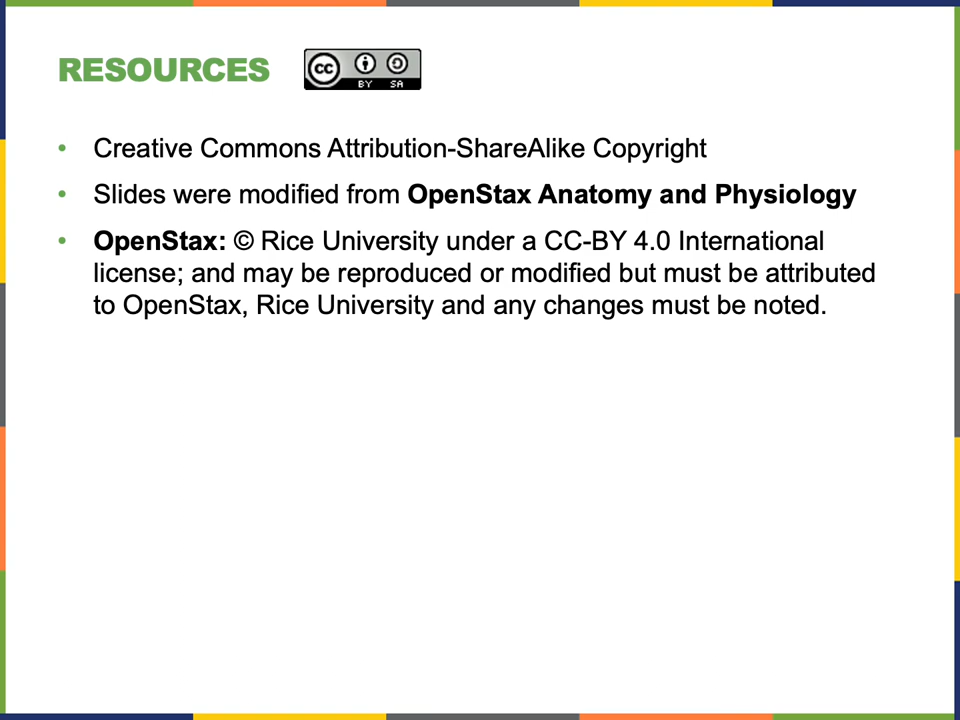 RESOURCES
cc BY SA
• Creative Commons Attribution-ShareAlike Copyright
• Slides were modified from OpenStax Anatomy and Physiology
• OpenStax: © Rice University under a CC-BY 4.0 International
license; and may be reproduced or modified but must be attributed
to OpenStax, Rice University and any changes must be noted.